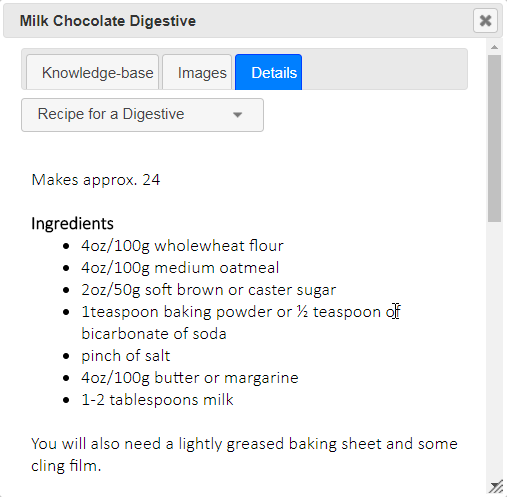 Milk Chocolate Digestive
Knowledge-base Images Details
Recipe for a Digestive
Makes approx. 24
Ingredients
• 4oz/100g wholewheat flour
• 4oz/100g medium oatmeal
• 2oz/50g soft brown or caster sugar
• 1teaspoon baking powder or ½ teaspoon of
bicarbonate of soda
• pinch of salt
• 4oz/100g butter or margarine
• 1-2 tablespoons milk
You will also need a lightly greased baking sheet and some
cling film.